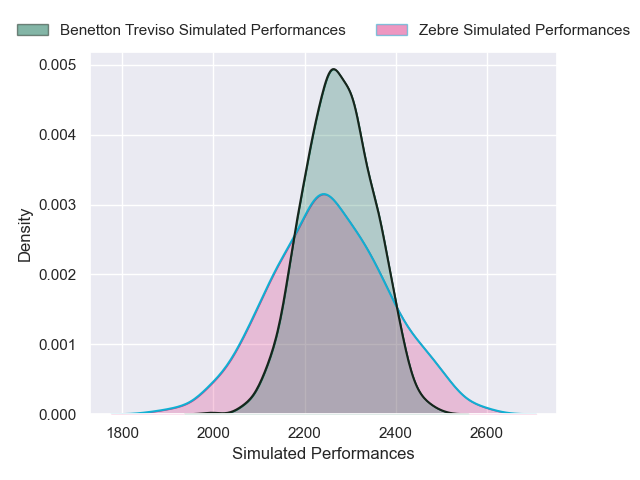 Benetton Treviso Simulated Performances
Zebre Simulated Performances
0.005
0.004
0.003
0.002
0.001
0.000
Density
1800
2000
2200
2400
2600
Simulated Performances